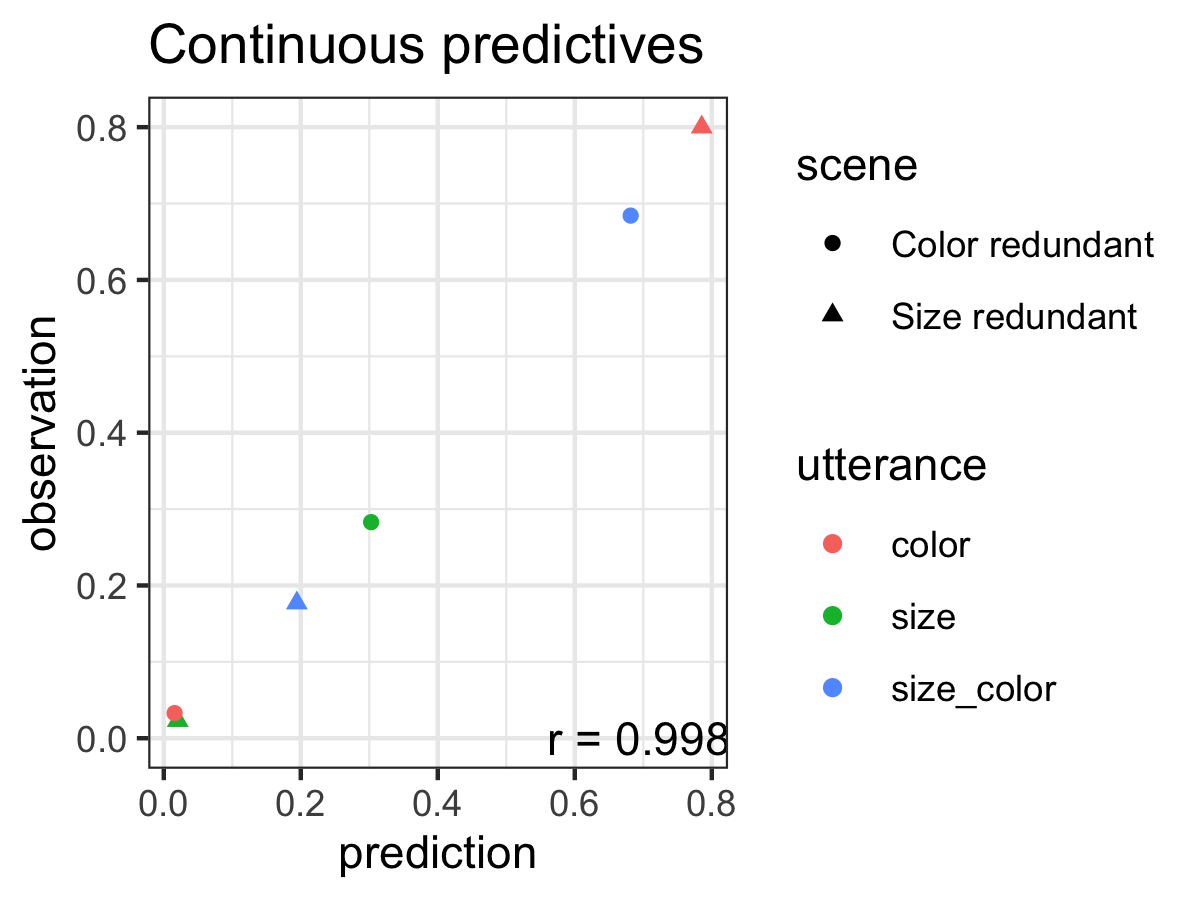 Continuous predictives
observation
0.8
0.6
0.4
0.2
0.0
r = 0.998
0.0 0.2 0.4 0.6 0.8
prediction
scene
Color redundant
Size redundant
utterance
color
size
size_color